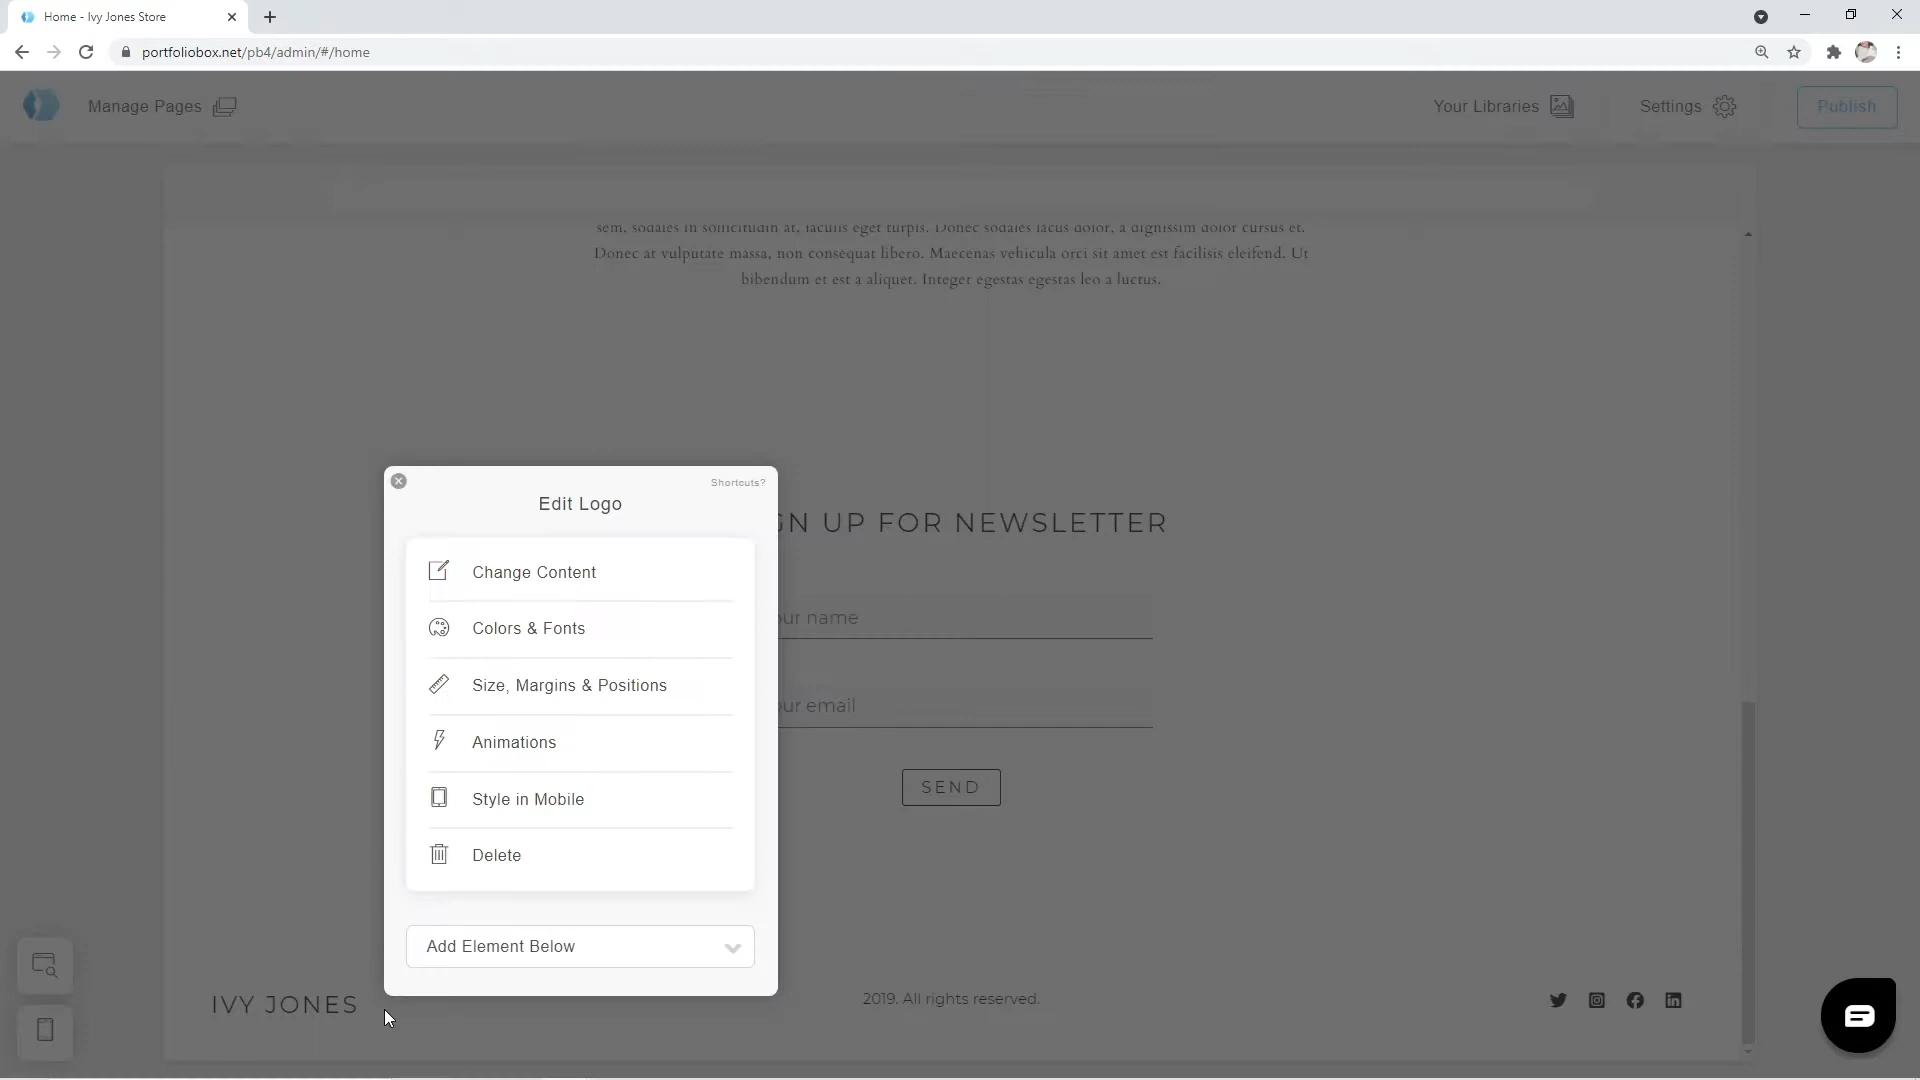 Home - Ivy Jones Store
portfoliobox.net/pb4/admin/#/home
Manage Pages
Your Libraries
Settings
Publish
sem, sodales in sollicitudin at, iaculis eget turpis. Donec sodales lacus dolor, a dignissim dolor cursus et.
Donec at vulputate massa, non consequat libero. Maecenas vehicula orci sit amet est facilisis eleifend. Ut
bibendum et est a aliquet. Integer egestas egestas leo a luctus.
Shortcuts?
Edit Logo
Change Content
Colors & Fonts
Size, Margins & Positions
Animations
Style in Mobile
Delete
Add Element Below
GN UP FOR NEWSLETTER
our name
our email
SEND
IVY JONES
2019. All rights reserved.